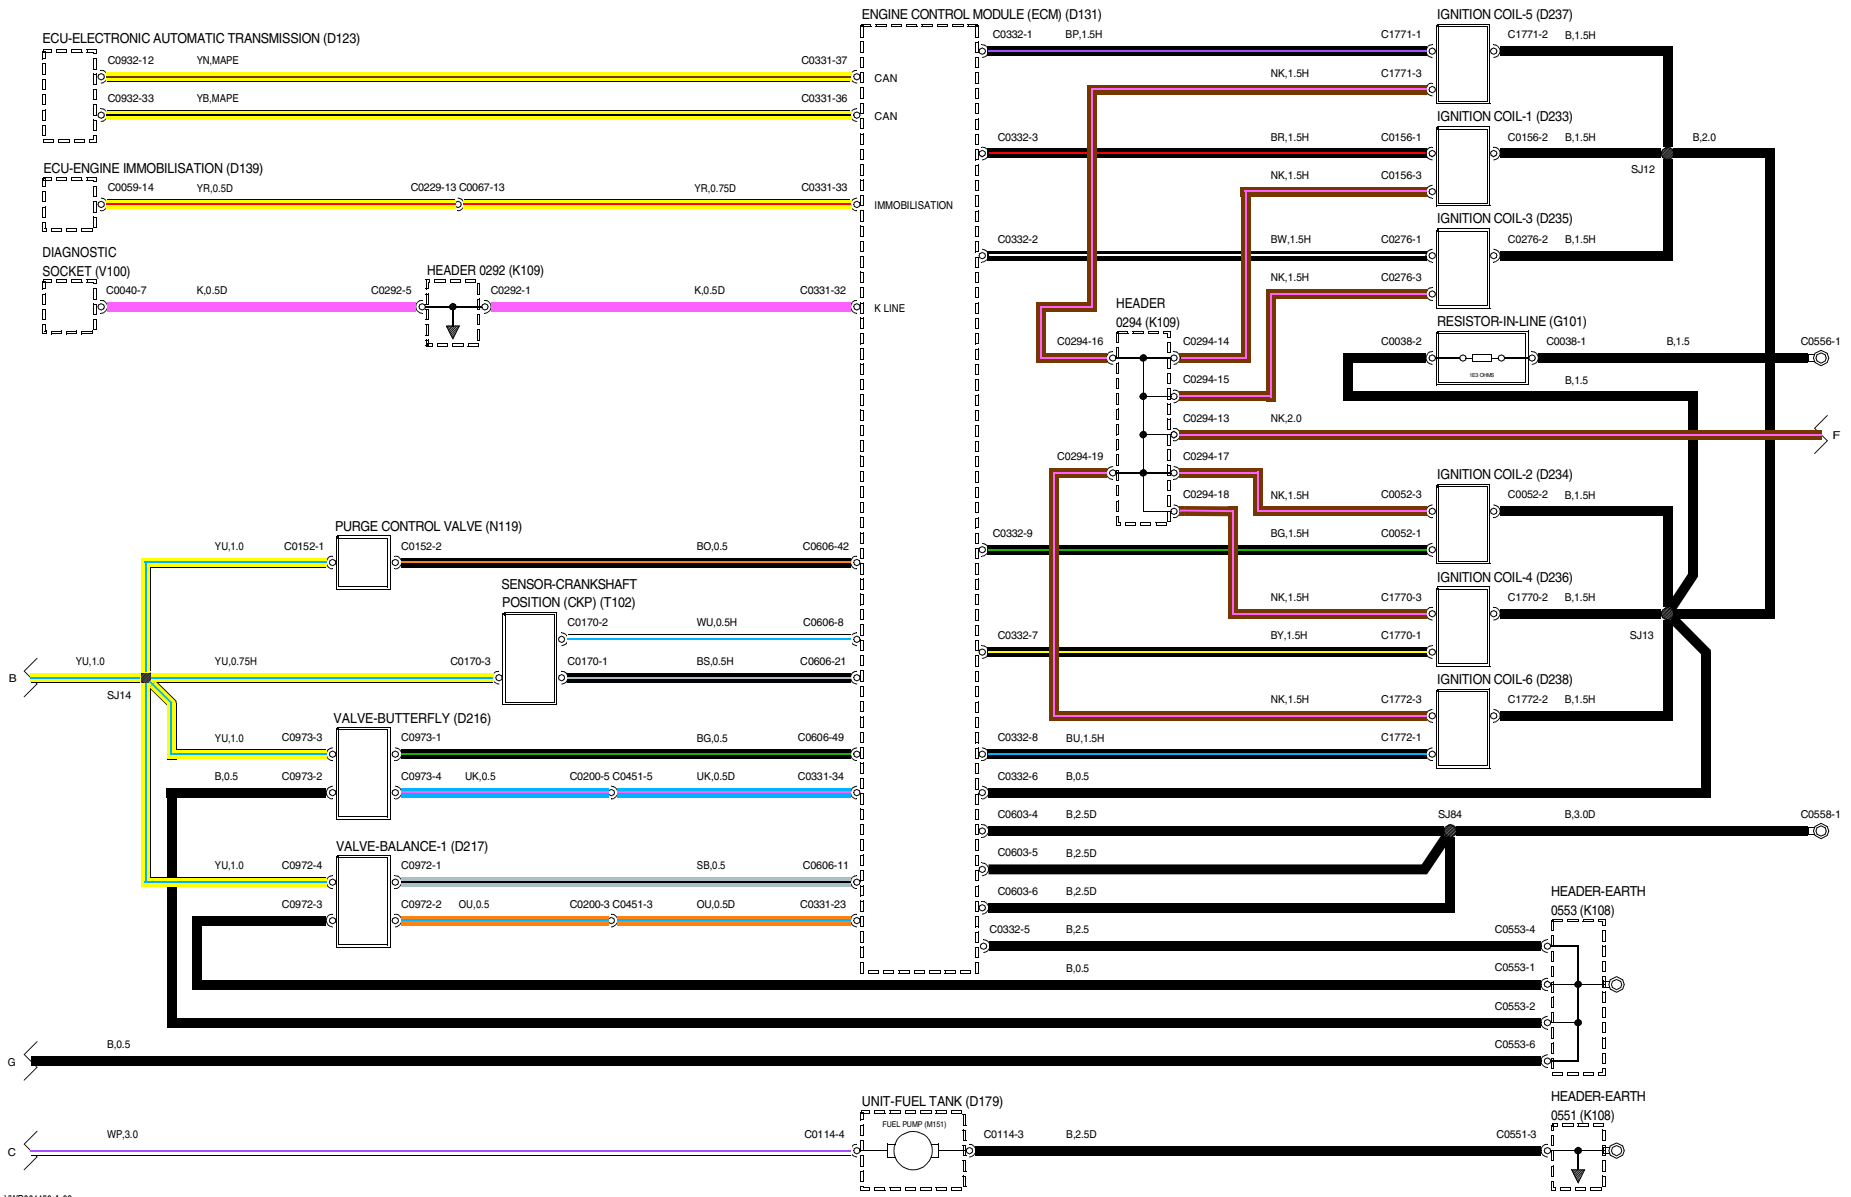 ENGINE CONTROL MODULE (ECM) (D131)
IGNITION COIL-5 (D237)
ECU-ELECTRONIC AUTOMATIC TRANSMISSION (D123)
C0932-12 YN,MAPE C0331-37
CAN
C0932-33 YB,MAPE C0331-36
CAN
ECU-ENGINE IMMOBILISATION (D139)
C0059-14 YR,0.5D C0229-13 C0067-13 YR,0.75D C0331-33
IMMOBILISATION
DIAGNOSTIC
SOCKET (V100)
HEADER 0292 (K109)
C0040-7 K,0.5D C0292-5 C0292-1 K,0.5D C0331-32
K LINE
PURGE CONTROL VALVE (N119)
YU,1.0 C0152-1 C0152-2 BO,0.5 C0606-42
SENSOR-CRANKSHAFT
POSITION (CKP) (T102)
C0170-2 WU,0.5H C0606-8
B YU,1.0 YU,0.75H C0170-3 C0170-1 BS,0.5H C0606-21
SJ14
VALVE-BUTTERFLY (D216)
YU,1.0 C0973-3 C0973-1 BG,0.5 C0606-49
B,0.5 C0973-2 C0973-4 UK,0.5 C0200-5 C0451-5 UK,0.5D C0331-34
VALVE-BALANCE-1 (D217)
YU,1.0 C0972-4 C0972-1 SB,0.5 C0606-11
C0972-3 C0972-2 OU,0.5 C0200-3 C0451-3 OU,0.5D C0331-23
C0332-1 BP,1.5H C1771-1 C1771-2 B,1.5H
NK,1.5H C1771-3
IGNITION COIL-1 (D233)
C0332-3 BR,1.5H C0156-1 C0156-2 B,1.5H B,2.0
SJ12
NK,1.5H C0156-3
IGNITION COIL-3 (D235)
C0332-2 BW,1.5H C0276-1 C0276-2 B,1.5H
NK,1.5H C0276-3
HEADER
0294 (K109)
RESISTOR-IN-LINE (G101)
C0294-16 C0294-14 C0038-2 C0038-1 B,1.5 C0556-1
103 OHMS
C0294-15 B,1.5
C0294-13 NK,2.0 F
C0294-19 C0294-17
IGNITION COIL-2 (D234)
C0294-18 NK,1.5H C0052-3 C0052-2 B,1.5H
C0332-9 BG,1.5H C0052-1
IGNITION COIL-4 (D236)
NK,1.5H C1770-3 C1770-2 B,1.5H
SJ13
C0332-7 BY,1.5H C1770-1
IGNITION COIL-6 (D238)
NK,1.5H C1772-3 C1772-2 B,1.5H
C0332-8 BU,1.5H C1772-1
C0332-6 B,0.5
C0603-4 B,2.5D SJ84 B,3.0D C0558-1
C0603-5 B,2.5D
C0603-6 B,2.5D
HEADER-EARTH
0553 (K108)
C0332-5 B,2.5 C0553-4
B,0.5 C0553-1
C0553-2
G B,0.5 C0553-6
UNIT-FUEL TANK (D179)
FUEL PUMP (M151)
HEADER-EARTH
0551 (K108)
C WP,3.0 C0114-4 C0114-3 B,2.5D C0551-3